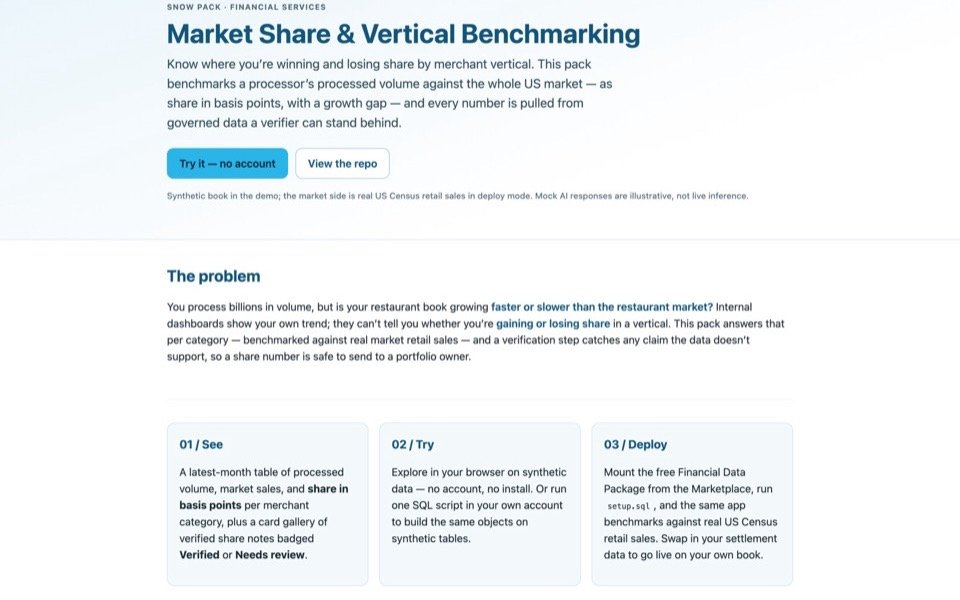 SNOW PACK · FINANCIAL SERVICES
Market Share & Vertical Benchmarking
Know where you’re winning and losing share by merchant vertical. This pack
benchmarks a processor’s processed volume against the whole US market — as
share in basis points, with a growth gap — and every number is pulled from
governed data a verifier can stand behind.
Try it — no account
View the repo
Synthetic book in the demo; the market side is real US Census retail sales in deploy mode. Mock AI responses are illustrative, not live inference.
The problem
You process billions in volume, but is your restaurant book growing faster or slower than the restaurant market? Internal
dashboards show your own trend; they can’t tell you whether you’re gaining or losing share in a vertical. This pack answers that
per category — benchmarked against real market retail sales — and a verification step catches any claim the data doesn’t
support, so a share number is safe to send to a portfolio owner.
01 / See
A latest-month table of processed
volume, market sales, and share in
basis points per merchant
category, plus a card gallery of
verified share notes badged
Verified or Needs review.
02 / Try
Explore in your browser on synthetic
data — no account, no install. Or run
one SQL script in your own account
to build the same objects on
synthetic tables.
03 / Deploy
Mount the free Financial Data
Package from the Marketplace, run
setup.sql , and the same app
benchmarks against real US Census
retail sales. Swap in your settlement
data to go live on your own book.